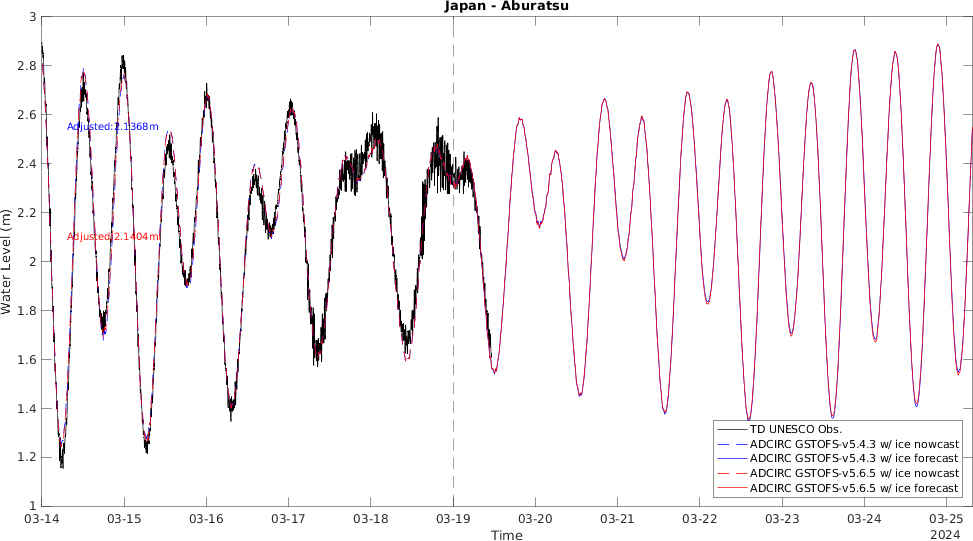 Japan - Aburatsu
3
2.8
2.6
2.4
2.2
2
1.8
1.6
1.4
1.2
1
Water Level (m)
Adjusted:2.1368m
Adjusted:2.1404m
TD UNESCO Obs.
ADCIRC GSTOFS-v5.4.3 w/ ice nowcast
ADCIRC GSTOFS-v5.4.3 w/ ice forecast
ADCIRC GSTOFS-v5.6.5 w/ ice nowcast
ADCIRC GSTOFS-v5.6.5 w/ ice forecast
03-14 03-15 03-16 03-17 03-18 03-19 03-20 03-21 03-22 03-23 03-24 03-25
Time
2024